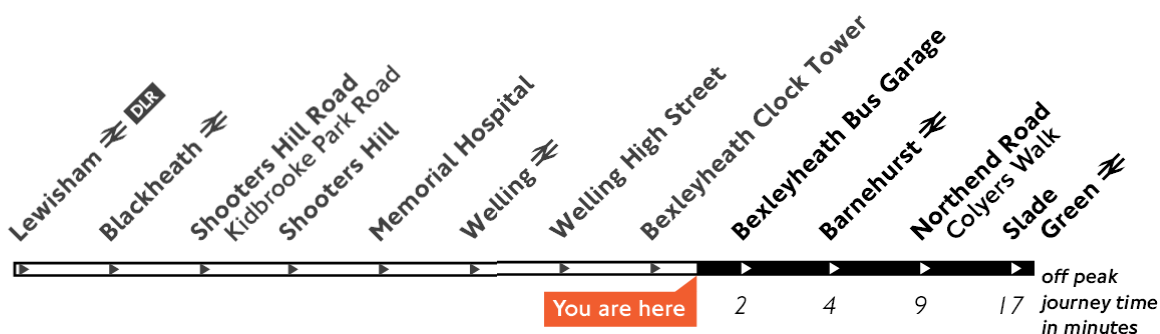 Lewisham DLR
Blackheath
Shooters Hill Road
Kidbrooke Park Road
Shooters Hill
Memorial Hospital
Welling
Welling High Street
Bexleyheath Clock Tower
Bexleyheath Bus Garage
Barnehurst
Northend Road
Colyers Walk
Slade
Green
You are here
2
4
9
17
off peak
journey time
in minutes